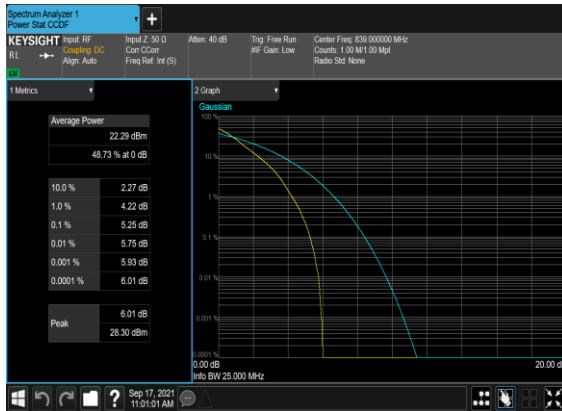 Spectrum Analyzer 1
Power Stat CCDF
+
KEYSIGHT
RL
Input: RF
Coupling: DC
Align: Auto
Input Z: 50 Ω
Corr CCorr
Freq Ref: Int (S)
Atten: 40 dB
Trig: Free Run
#IF Gain: Low
Center Freq: 839.000000 MHz
Counts: 1.00 M/1.00 Mpt
Radio Std: None
1 Metrics
Average Power
22.29 dBm
48.73 % at 0 dB
10.0 % 2.27 dB
1.0 % 4.22 dB
0.1 % 5.25 dB
0.01 % 5.75 dB
0.001 % 5.93 dB
0.0001 % 6.01 dB
Peak 6.01 dB
28.30 dBm
2 Graph
Gaussian
100 %
10 %
1 %
0.1 %
0.01 %
0.001 %
0.0001 %
0.00 dB
20.00 d
Info BW 25.000 MHz
?
Sep 17, 2021
11:01:01 AM